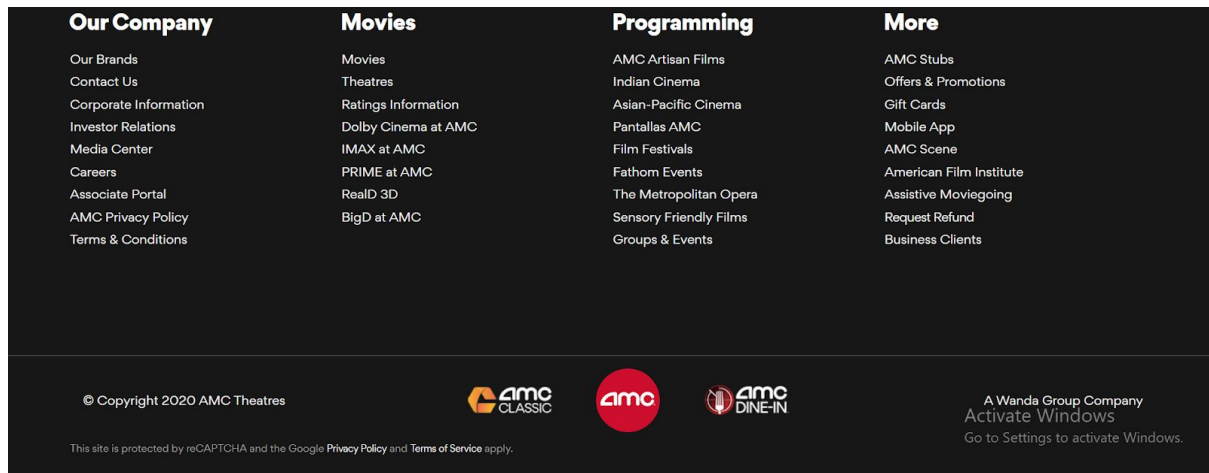 Our Company
Our Brands
Contact Us
Corporate Information
Investor Relations
Media Center
Careers
Associate Portal
AMC Privacy Policy
Terms & Conditions
Movies
Movies
Theatres
Ratings Information
Dolby Cinema at AMC
IMAX at AMC
PRIME at AMC
RealD 3D
BigD at AMC
Programming
AMC Artisan Films
Indian Cinema
Asian-Pacific Cinema
Pantallas AMC
Film Festivals
Fathom Events
The Metropolitan Opera
Sensory Friendly Films
Groups & Events
More
AMC Stubs
Offers & Promotions
Gift Cards
Mobile App
AMC Scene
American Film Institute
Assistive Moviegoing
Request Refund
Business Clients
© Copyright 2020 AMC Theatres
amc
CLASSIC
amc
amc
DINE-IN
A Wanda Group Company
Activate Windows
Go to Settings to activate Windows.
This site is protected by reCAPTCHA and the Google Privacy Policy and Terms of Service apply.